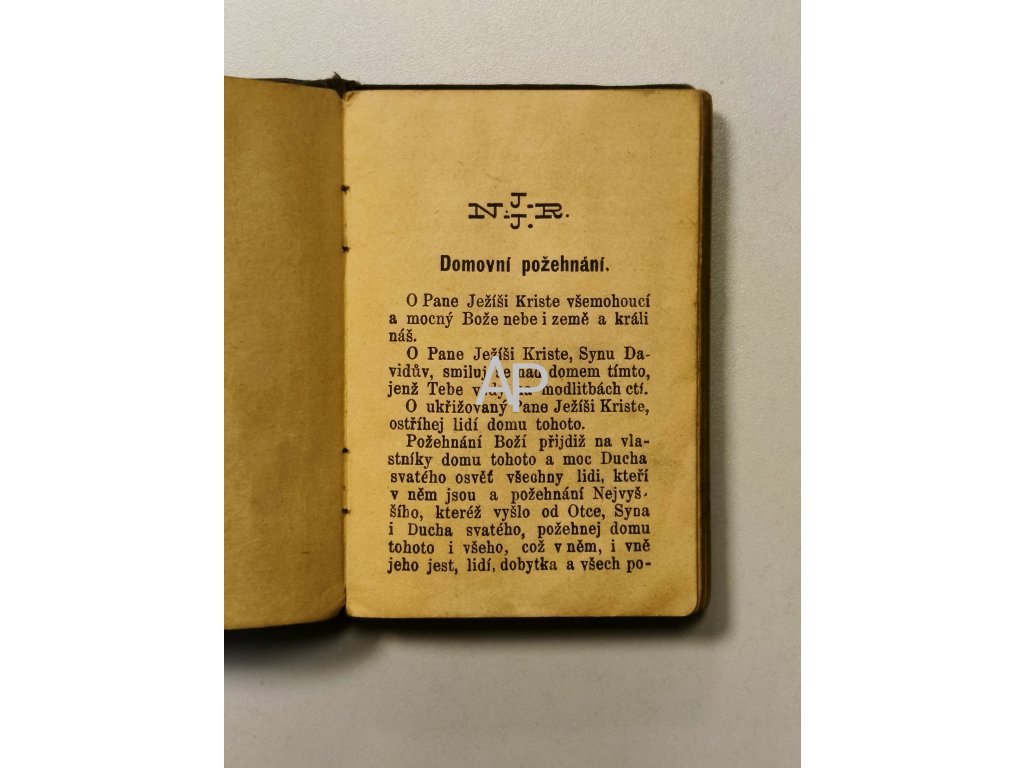 J.
N. R.
J.
Domovní požehnání.
O Pane Ježíši Kriste všemohoucí
a mocný Bože nebe i země a králi
náš.
O Pane Ježíši Kriste, Synu Da-
vidův, smiluj se nad domem tímto,
jenž Tebe vždy na modlitbách ctí.
O ukřižovaný Pane Ježíši Kriste,
ostříhej lidí domu tohoto.
Požehnání Boží přijdiž na vla-
stníky domu tohoto a moc Ducha
svatého osvěť všechny lidi, kteří
v něm jsou a požehnání Nejvyš-
šího, kteréž vyšlo od Otce, Syna
i Ducha svatého, požehnej domu
tohoto i všeho, což v něm, i vně
jeho jest, lidí, dobytka a všech po-
AP